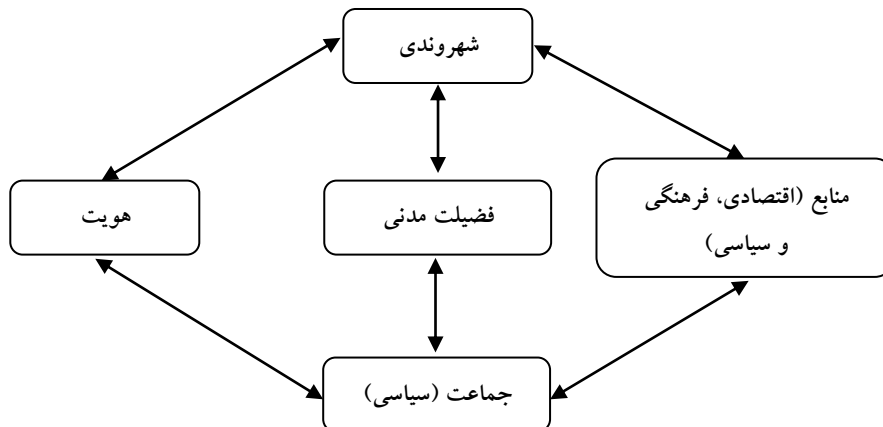 شهروندی
منابع (اقتصادی، فرهنگی
و سیاسی)
فضیلت مدنی
هویت
جماعت (سیاسی)